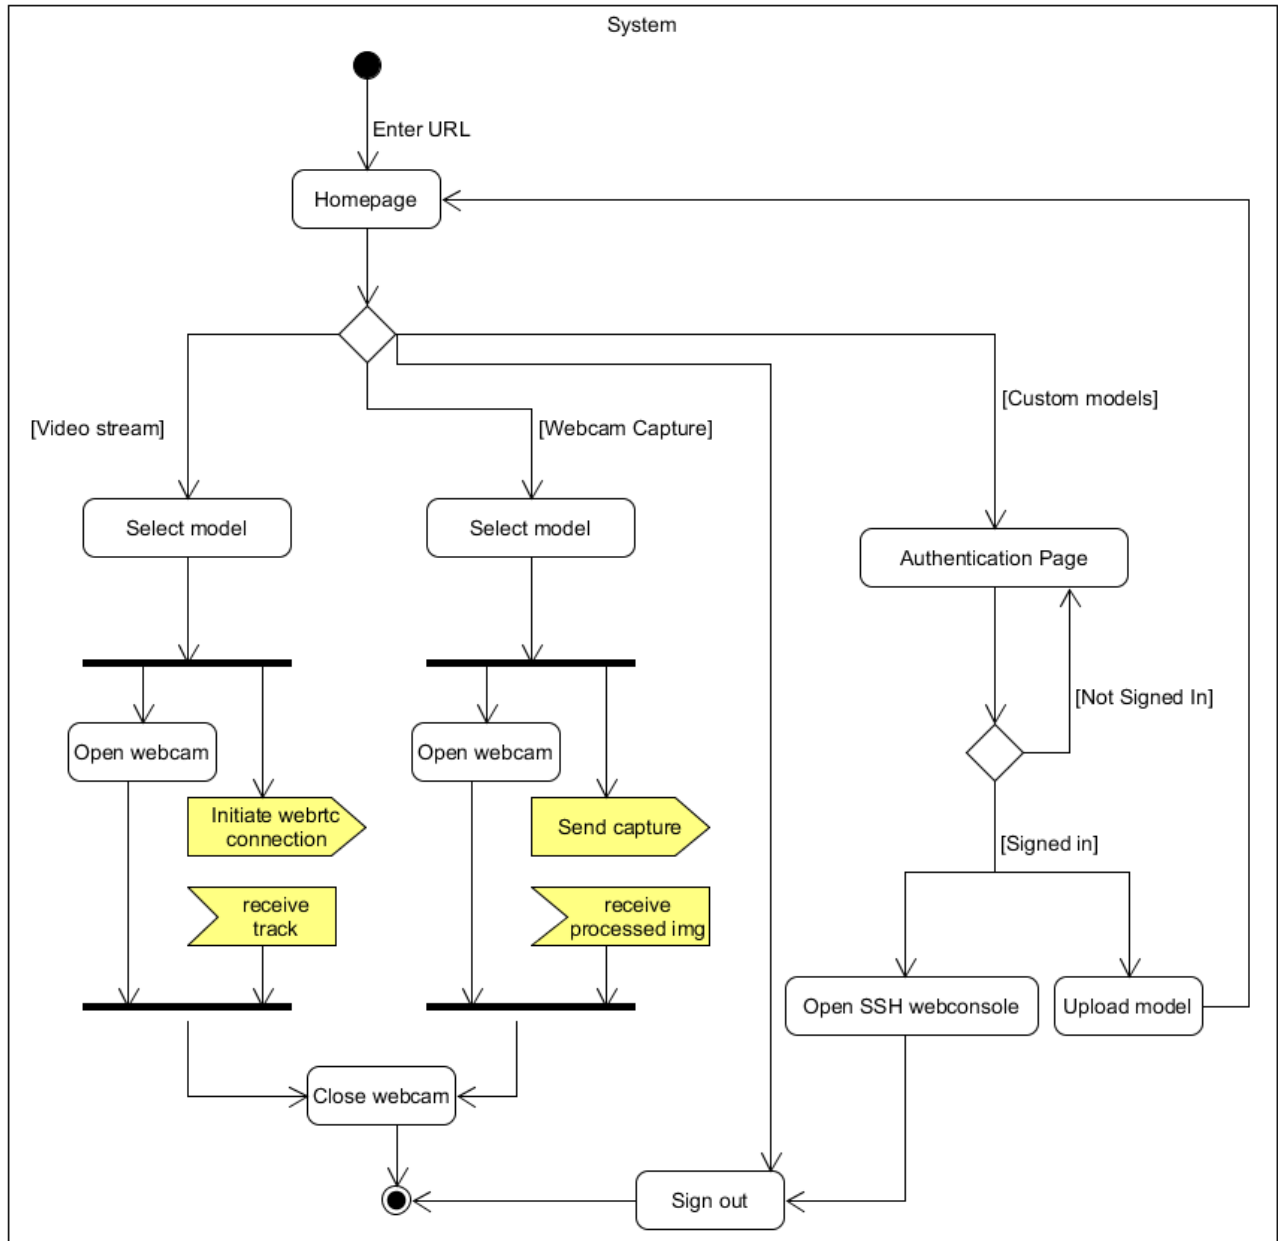 System
Enter URL
Homepage
[Custom models]
[Video stream]
[Webcam Capture]
Select model
Select model
Authentication Page
[Not Signed In]
Open webcam
Open webcam
Initiate webrtc
connection
Send capture
[Signed in]
receive
track
receive
processed img
Open SSH webconsole
Upload model
Close webcam
Sign out